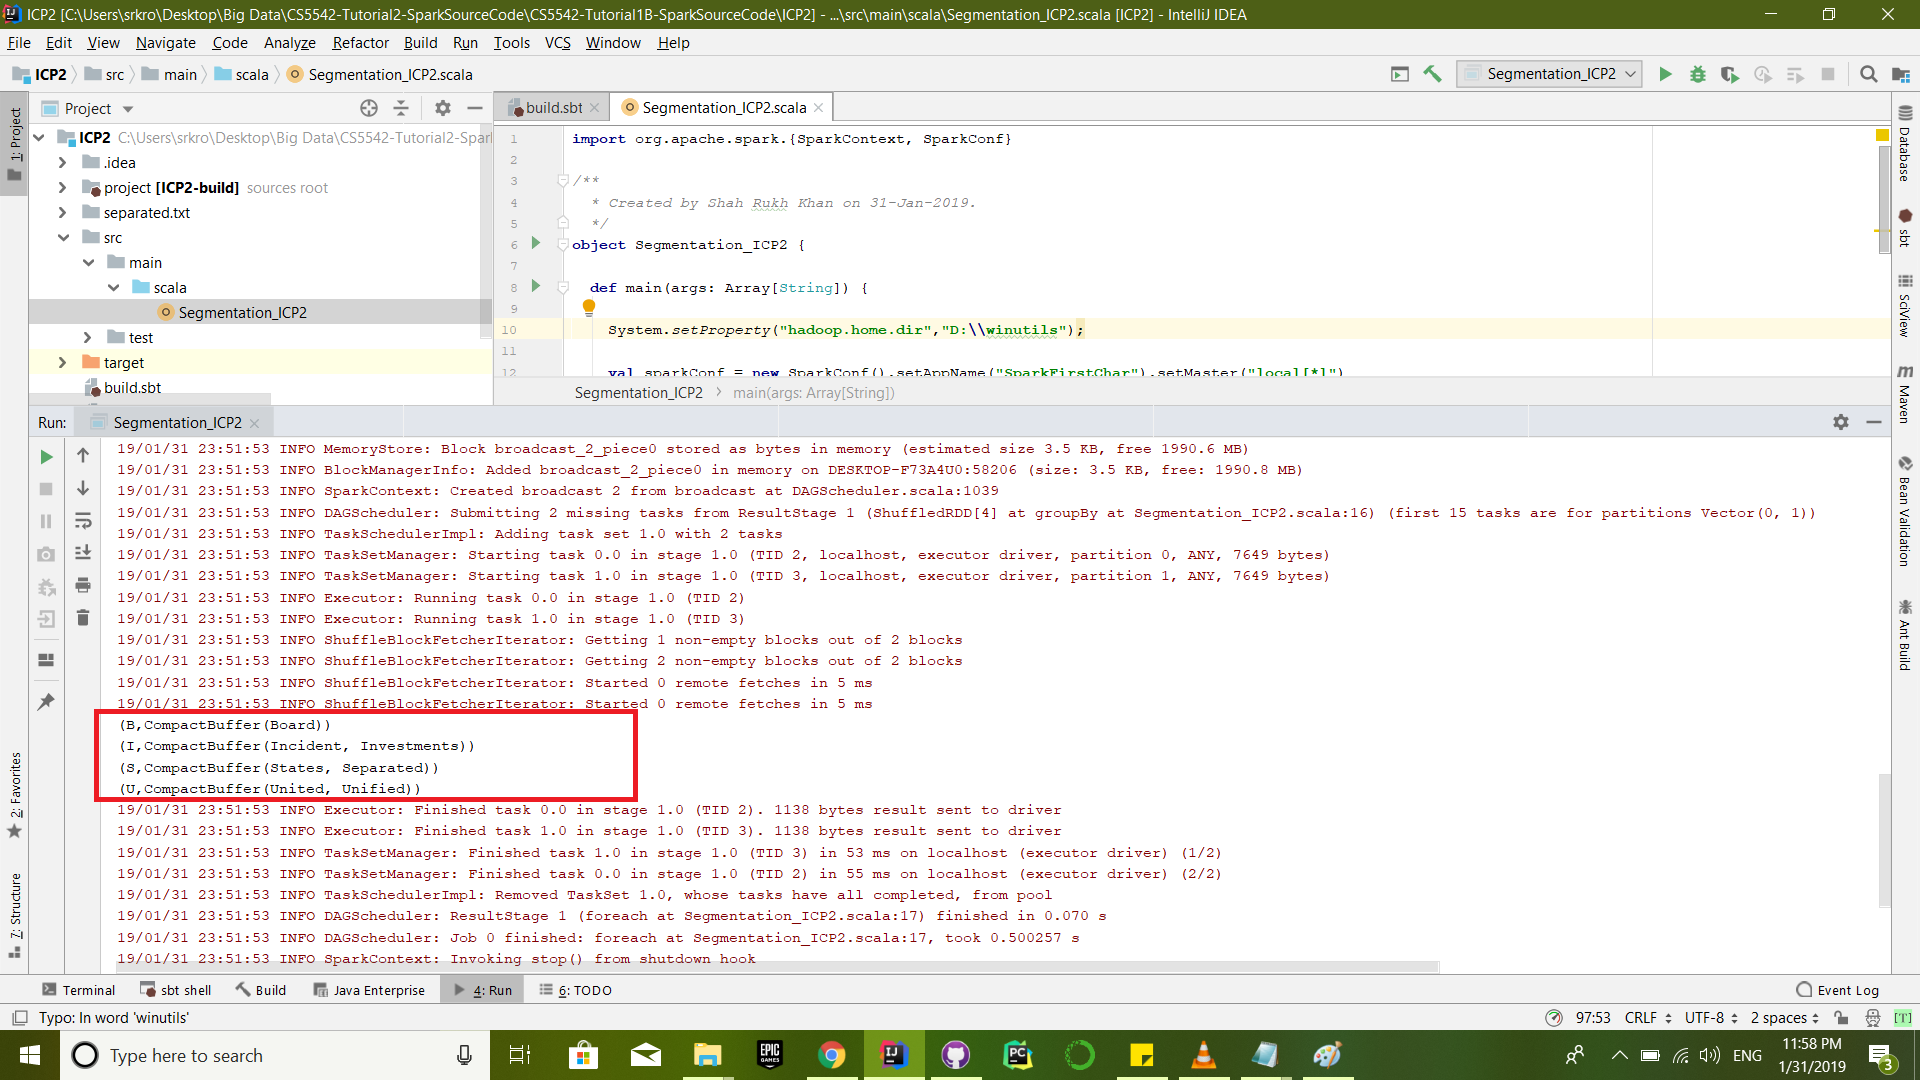 ICP2 [C:\Users\srkro\Desktop\Big Data\CS5542-Tutorial2-SparkSourceCode\CS5542-Tutorial1B-SparkSourceCode\ICP2] - ...\src\main\scala\Segmentation_ICP2.scala [ICP2] - IntelliJ IDEA
File Edit View Navigate Code Analyze Refactor Build Run Tools VCS Window Help
ICP2 src main scala Segmentation_ICP2.scala
Segmentation_ICP2
1: Project
Project
build.sbt
Segmentation_ICP2.scala
ICP2 C:\Users\srkro\Desktop\Big Data\CS5542-Tutorial2-Spar
.idea
project [ICP2-build] sources root
separated.txt
src
main
scala
Segmentation_ICP2
test
target
build.sbt
1 import org.apache.spark.{SparkContext, SparkConf}
2
3 /**
4 * Created by Shah Rukh Khan on 31-Jan-2019.
5 */
6 object Segmentation_ICP2 {
7
8 def main(args: Array[String]) {
9
10 System.setProperty("hadoop.home.dir","D:\\winutils");
11
12 val sparkConf = new SparkConf().setAppName("SparkFirstChar").setMaster("local[*]")
Segmentation_ICP2 main(args: Array[String])
Database
sbt
SciView
Maven
Bean Validation
Ant Build
Run: Segmentation_ICP2
19/01/31 23:51:53 INFO MemoryStore: Block broadcast_2_piece0 stored as bytes in memory (estimated size 3.5 KB, free 1990.6 MB)
19/01/31 23:51:53 INFO BlockManagerInfo: Added broadcast_2_piece0 in memory on DESKTOP-F73A4U0:58206 (size: 3.5 KB, free: 1990.8 MB)
19/01/31 23:51:53 INFO SparkContext: Created broadcast 2 from broadcast at DAGScheduler.scala:1039
19/01/31 23:51:53 INFO DAGScheduler: Submitting 2 missing tasks from ResultStage 1 (ShuffledRDD[4] at groupBy at Segmentation_ICP2.scala:16) (first 15 tasks are for partitions Vector(0, 1))
19/01/31 23:51:53 INFO TaskSchedulerImpl: Adding task set 1.0 with 2 tasks
19/01/31 23:51:53 INFO TaskSetManager: Starting task 0.0 in stage 1.0 (TID 2, localhost, executor driver, partition 0, ANY, 7649 bytes)
19/01/31 23:51:53 INFO TaskSetManager: Starting task 1.0 in stage 1.0 (TID 3, localhost, executor driver, partition 1, ANY, 7649 bytes)
19/01/31 23:51:53 INFO Executor: Running task 0.0 in stage 1.0 (TID 2)
19/01/31 23:51:53 INFO Executor: Running task 1.0 in stage 1.0 (TID 3)
19/01/31 23:51:53 INFO ShuffleBlockFetcherIterator: Getting 1 non-empty blocks out of 2 blocks
19/01/31 23:51:53 INFO ShuffleBlockFetcherIterator: Getting 2 non-empty blocks out of 2 blocks
19/01/31 23:51:53 INFO ShuffleBlockFetcherIterator: Started 0 remote fetches in 5 ms
19/01/31 23:51:53 INFO ShuffleBlockFetcherIterator: Started 0 remote fetches in 5 ms
(B,CompactBuffer(Board))
(I,CompactBuffer(Incident, Investments))
(S,CompactBuffer(States, Separated))
(U,CompactBuffer(United, Unified))
19/01/31 23:51:53 INFO Executor: Finished task 0.0 in stage 1.0 (TID 2). 1138 bytes result sent to driver
19/01/31 23:51:53 INFO Executor: Finished task 1.0 in stage 1.0 (TID 3). 1138 bytes result sent to driver
19/01/31 23:51:53 INFO TaskSetManager: Finished task 1.0 in stage 1.0 (TID 3) in 53 ms on localhost (executor driver) (1/2)
19/01/31 23:51:53 INFO TaskSetManager: Finished task 0.0 in stage 1.0 (TID 2) in 55 ms on localhost (executor driver) (2/2)
19/01/31 23:51:53 INFO TaskSchedulerImpl: Removed TaskSet 1.0, whose tasks have all completed, from pool
19/01/31 23:51:53 INFO DAGScheduler: ResultStage 1 (foreach at Segmentation_ICP2.scala:17) finished in 0.070 s
19/01/31 23:51:53 INFO DAGScheduler: Job 0 finished: foreach at Segmentation_ICP2.scala:17, took 0.500257 s
19/01/31 23:51:53 INFO SparkContext: Invoking stop() from shutdown hook
2: Favorites
7: Structure
Terminal sbt shell Build Java Enterprise 4: Run 6: TODO Event Log
Typo: In word 'winutils' 97:53 CRLF UTF-8 2 spaces [T]
Type here to search
EPIC GAMES
ENG
11:58 PM
1/31/2019
3